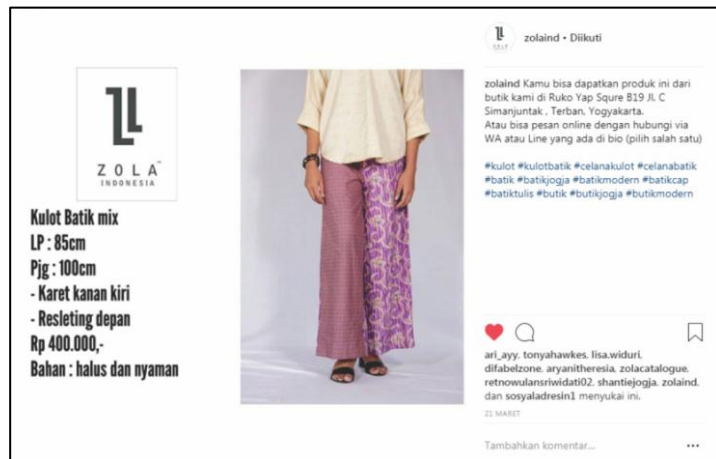 ZOLA
INDONESIA
Kulot Batik mix
LP : 85cm
Pjg : 100cm
- Karet kanan kiri
- Resleting depan
Rp 400.000,-
Bahan : halus dan nyaman
zolaind • Diikuti
zolaind Kamu bisa dapatkan produk ini dari
butik kami di Ruko Yap Squre B19 Jl. C
Simanjuntak , Terban, Yogyakarta.
Atau bisa pesan online dengan hubungi via
WA atau Line yang ada di bio (pilih salah satu)
#kulot #kulotbatik #celanakulot #celanabatik
#batik #batikjogja #batikmodern #batikcap
#batiktulis #butik #butikjogja #butikmodern
ari_ayy, tonyahawkes, lisa.widuri,
difabelzone, aryanitheresia, zolacatalogue,
retnowulansriwidati02, shantiejogja, zolaind,
dan sosyaladresin1 menyukai ini.
21 MARET
Tambahkan komentar...